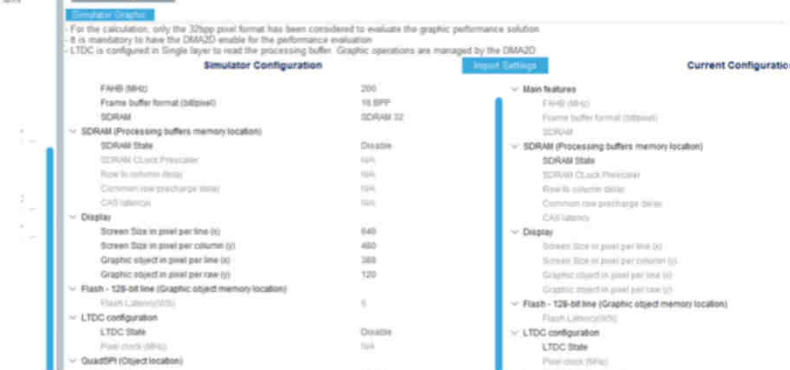 Simulator Graphic
- For the calculation, only the 32bpp pixel format has been considered to evaluate the graphic performance solution
- It is mandatory to have the DMA2D enable for the performance evaluation
- LTDC is configured in Single layer to read the processing buffer. Graphic operations are managed by the DMA2D
Simulator Configuration Import Settings Current Configuratio
FAHB (MHz) 200
Frame buffer format (bit/pixel) 16 BPP
SDRAM SDRAM 32
SDRAM (Processing buffers memory location)
SDRAM State Disable
SDRAM CLock Prescaler N/A
Row to column delay N/A
Common row precharge delay N/A
CAS latency N/A
Display
Screen Size in pixel per line (x) 640
Screen Size in pixel per column (y) 480
Graphic object in pixel per line (x)
Graphic object in pixel per raw (y) 120
Flash - 128-bit line (Graphic object memory location)
Flash Latency(WS)
LTDC configuration
LTDC State Disable
Pixel clock (MHz) N/A
QuadSPI (Object location)
Main features
FAHB (MHz)
Frame buffer format (bit/pixel)
SDRAM
SDRAM (Processing buffers memory location)
SDRAM State
SDRAM CLock Prescaler
Row to column delay
Common row precharge delay
CAS latency
Display
Screen Size in pixel per line (x)
Screen Size in pixel per column (y)
Graphic object in pixel per line (x)
Graphic object in pixel per raw (y)
Flash - 128-bit line (Graphic object memory location)
Flash Latency(WS)
LTDC configuration
LTDC State
Pixel clock (MHz)